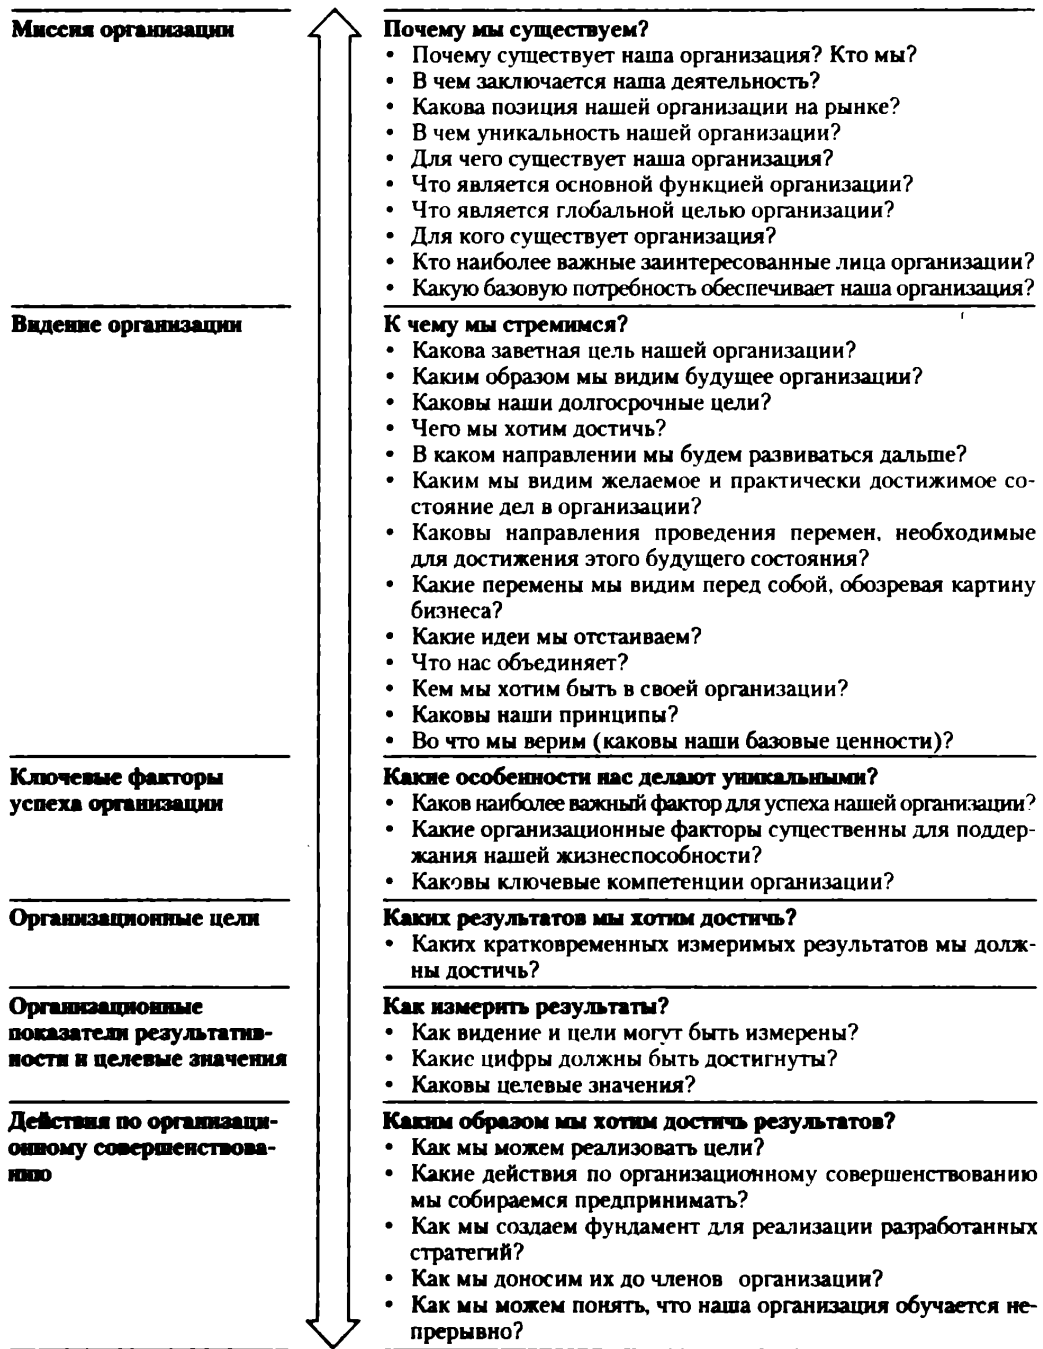 Миссия организации
Почему мы существуем?
• Почему существует наша организация? Кто мы?
• В чем заключается наша деятельность?
• Какова позиция нашей организации на рынке?
• В чем уникальность нашей организации?
• Для чего существует наша организация?
• Что является основной функцией организации?
• Что является глобальной целью организации?
• Для кого существует организация?
• Кто наиболее важные заинтересованные лица организации?
• Какую базовую потребность обеспечивает наша организация?
Видение организации
К чему мы стремимся?
• Какова заветная цель нашей организации?
• Каким образом мы видим будущее организации?
• Каковы наши долгосрочные цели?
• Чего мы хотим достичь?
• В каком направлении мы будем развиваться дальше?
• Каким мы видим желаемое и практически достижимое со-
стояние дел в организации?
• Каковы направления проведения перемен, необходимые
для достижения этого будущего состояния?
• Какие перемены мы видим перед собой, обозревая картину
бизнеса?
• Какие идеи мы отстаиваем?
• Что нас объединяет?
• Кем мы хотим быть в своей организации?
• Каковы наши принципы?
• Во что мы верим (каковы наши базовые ценности)?
Ключевые факторы
успеха организации
Какие особенности нас делают уникальными?
• Каков наиболее важный фактор для успеха нашей организации?
• Какие организационные факторы существенны для поддер-
жания нашей жизнеспособности?
• Каковы ключевые компетенции организации?
Организационные цели
Каких результатов мы хотим достичь?
• Каких кратковременных измеримых результатов мы долж-
ны достичь?
Организационные
показатели результатив-
ности и целевые значения
Как измерить результаты?
• Как видение и цели могут быть измерены?
• Какие цифры должны быть достигнуты?
• Каковы целевые значения?
Действия по организаци-
онному совершенствова-
нию
Каким образом мы хотим достичь результатов?
• Как мы можем реализовать цели?
• Какие действия по организационному совершенствованию
мы собираемся предпринимать?
• Как мы создаем фундамент для реализации разработанных
стратегий?
• Как мы доносим их до членов организации?
• Как мы можем понять, что наша организация обучается не-
прерывно?